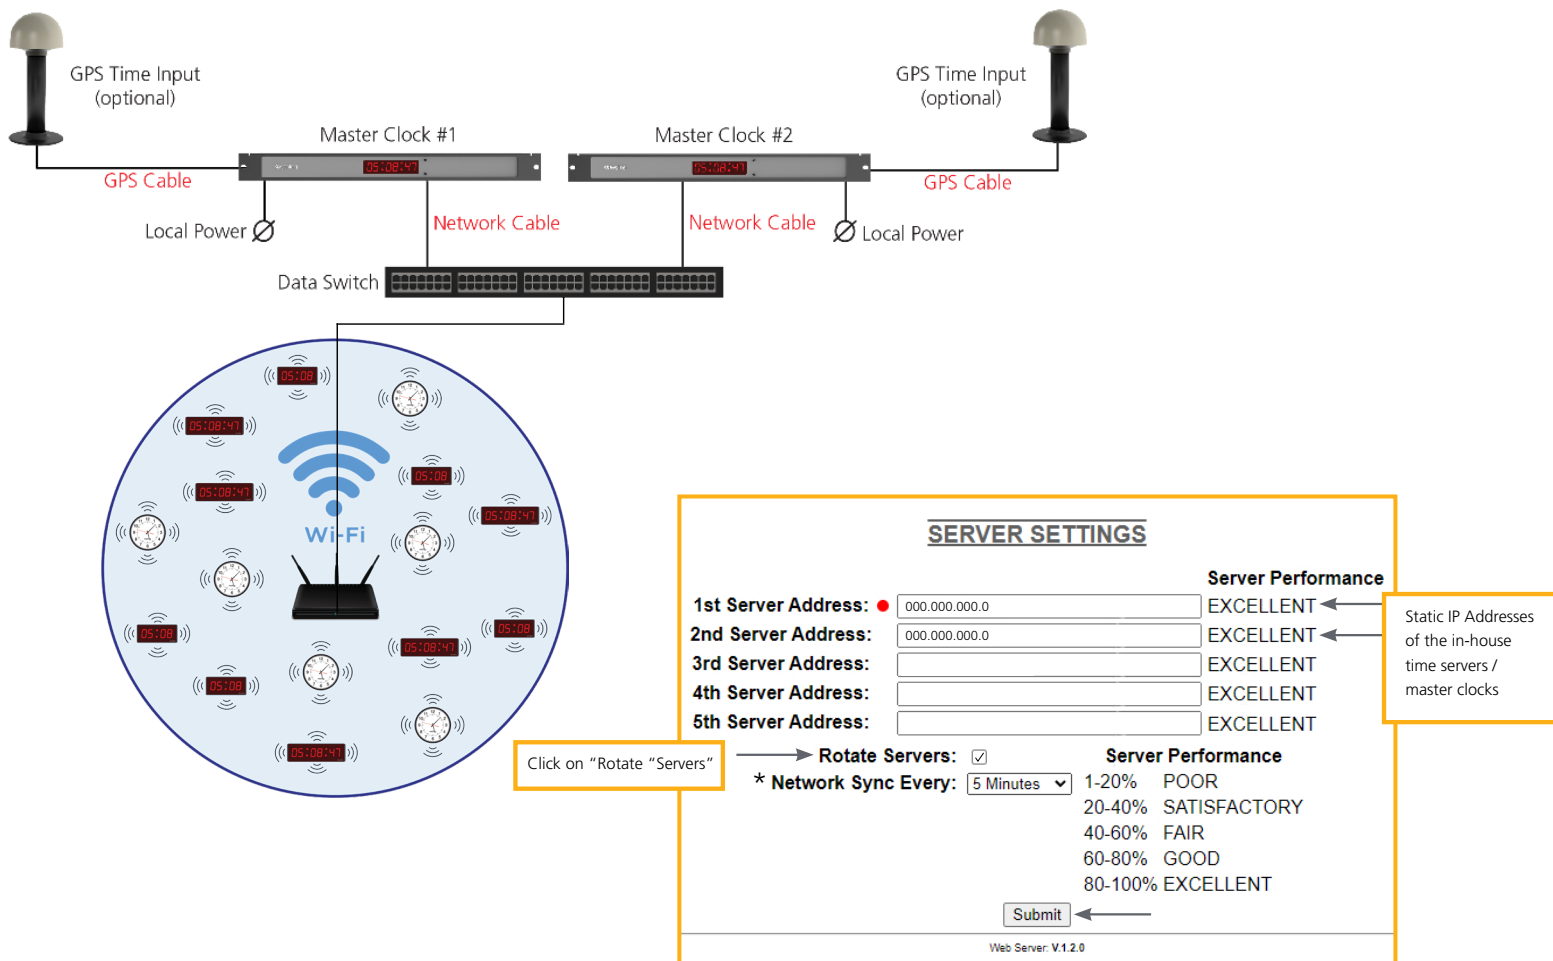 GPS Time Input
(optional)
GPS Time Input
(optional)
Master Clock #1
Master Clock #2
05:08:47
05:08:47
GPS Cable
GPS Cable
Network Cable
Network Cable
Local Power
Local Power
Data Switch
05:08
05:08:47
05:08
05:08:47
05:08:47
Wi-Fi
05:08
05:08
05:08:47
05:08
05:08:47
SERVER SETTINGS
Server Performance
1st Server Address: 000.000.000.0 EXCELLENT
2nd Server Address: 000.000.000.0 EXCELLENT
3rd Server Address: EXCELLENT
4th Server Address: EXCELLENT
5th Server Address: EXCELLENT
Static IP Addresses
of the in-house
time servers /
master clocks
Click on “Rotate “Servers”
Rotate Servers:
Server Performance
* Network Sync Every: 5 Minutes
1-20% POOR
20-40% SATISFACTORY
40-60% FAIR
60-80% GOOD
80-100% EXCELLENT
Submit
Web Server: V.1.2.0